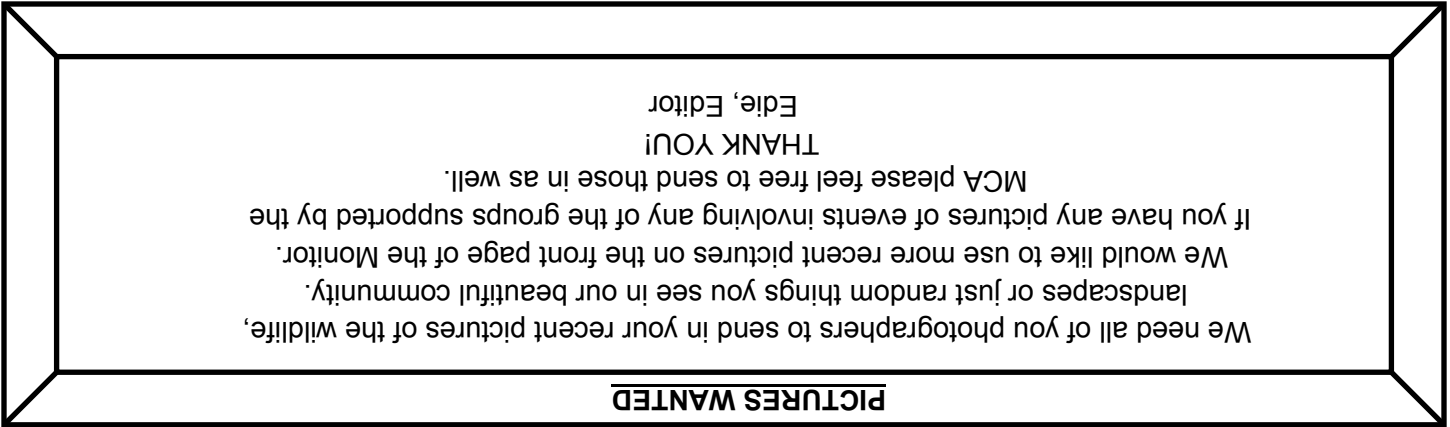 PICTURES WANTED
We need all of you photographers to send in your recent pictures of the wildlife,
landscapes or just random things you see in our beautiful community.
We would like to use more recent pictures on the front page of the Monitor.
If you have any pictures of events involving any of the groups supported by the
MCA please feel free to send those in as well.
THANK YOU!
Edie, Editor